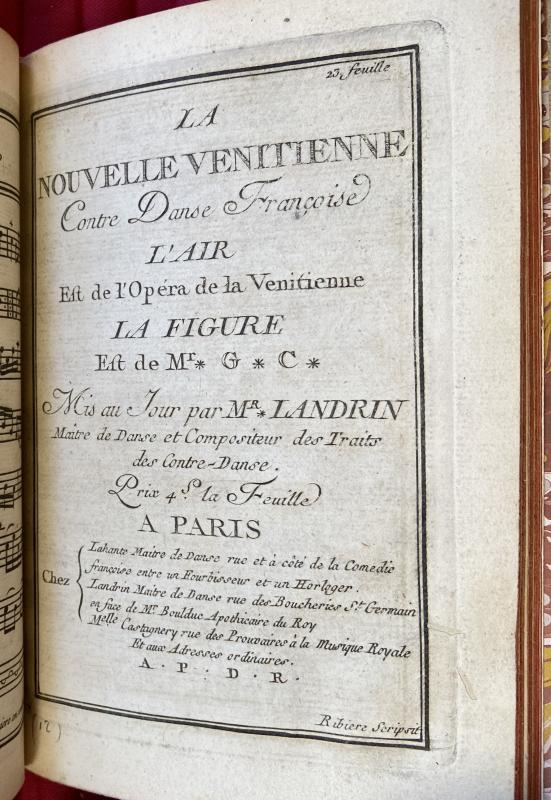 23, feuille
LA
NOUVELLE VENITIENNE
Contre Danse Françoise
L'AIR
Est de l'Opéra de la Venitienne
LA FIGURE
Est de Mr* G * C *
Mis au Jour par MR* LANDRIN
Maitre de Danse et Compositeur des Traits
des Contre-Danse.
Prix 4 s. la Feuille
A PARIS
Chez
Lahante Maitre de Danse rue et à côté de la Comedie
françoise entre un Fourbisseur et un Horloger.
Landrin Maitre de Danse rue des Boucheries St. Germain
en face de Mr Boulduc Apothicaire du Roy
Melle Castagnery rue des Prouvaires à la Musique Royale
Et aux Adresses ordinaires.
A . P . D . R .
Ribiere Scripsit
(12)